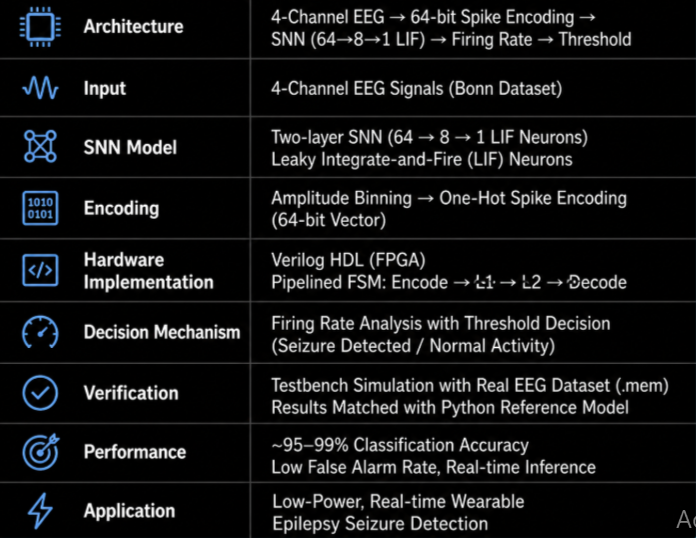 Architecture
4-Channel EEG → 64-bit Spike Encoding →
SNN (64→8→1 LIF) → Firing Rate → Threshold
Input
4-Channel EEG Signals (Bonn Dataset)
SNN Model
Two-layer SNN (64 → 8 → 1 LIF Neurons)
Leaky Integrate-and-Fire (LIF) Neurons
1010
0101
Encoding
Amplitude Binning → One-Hot Spike Encoding
(64-bit Vector)
</>
Hardware
Implementation
Verilog HDL (FPGA)
Pipelined FSM: Encode → L1 → L2 → Decode
Decision Mechanism
Firing Rate Analysis with Threshold Decision
(Seizure Detected / Normal Activity)
Verification
Testbench Simulation with Real EEG Dataset (.mem)
Results Matched with Python Reference Model
Performance
~95–99% Classification Accuracy
Low False Alarm Rate, Real-time Inference
Application
Low-Power, Real-time Wearable
Epilepsy Seizure Detection